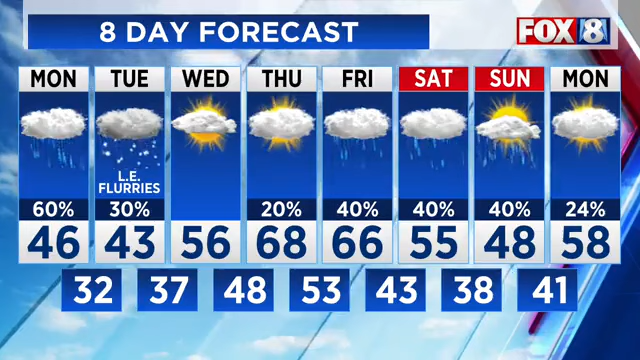 8 DAY FORECAST
FOX 8
MON TUE WED THU FRI SAT SUN MON
L.E.
FLURRIES
60% 30% 20% 40% 40% 40% 24%
46 43 56 68 66 55 48 58
32 37 48 53 43 38 41